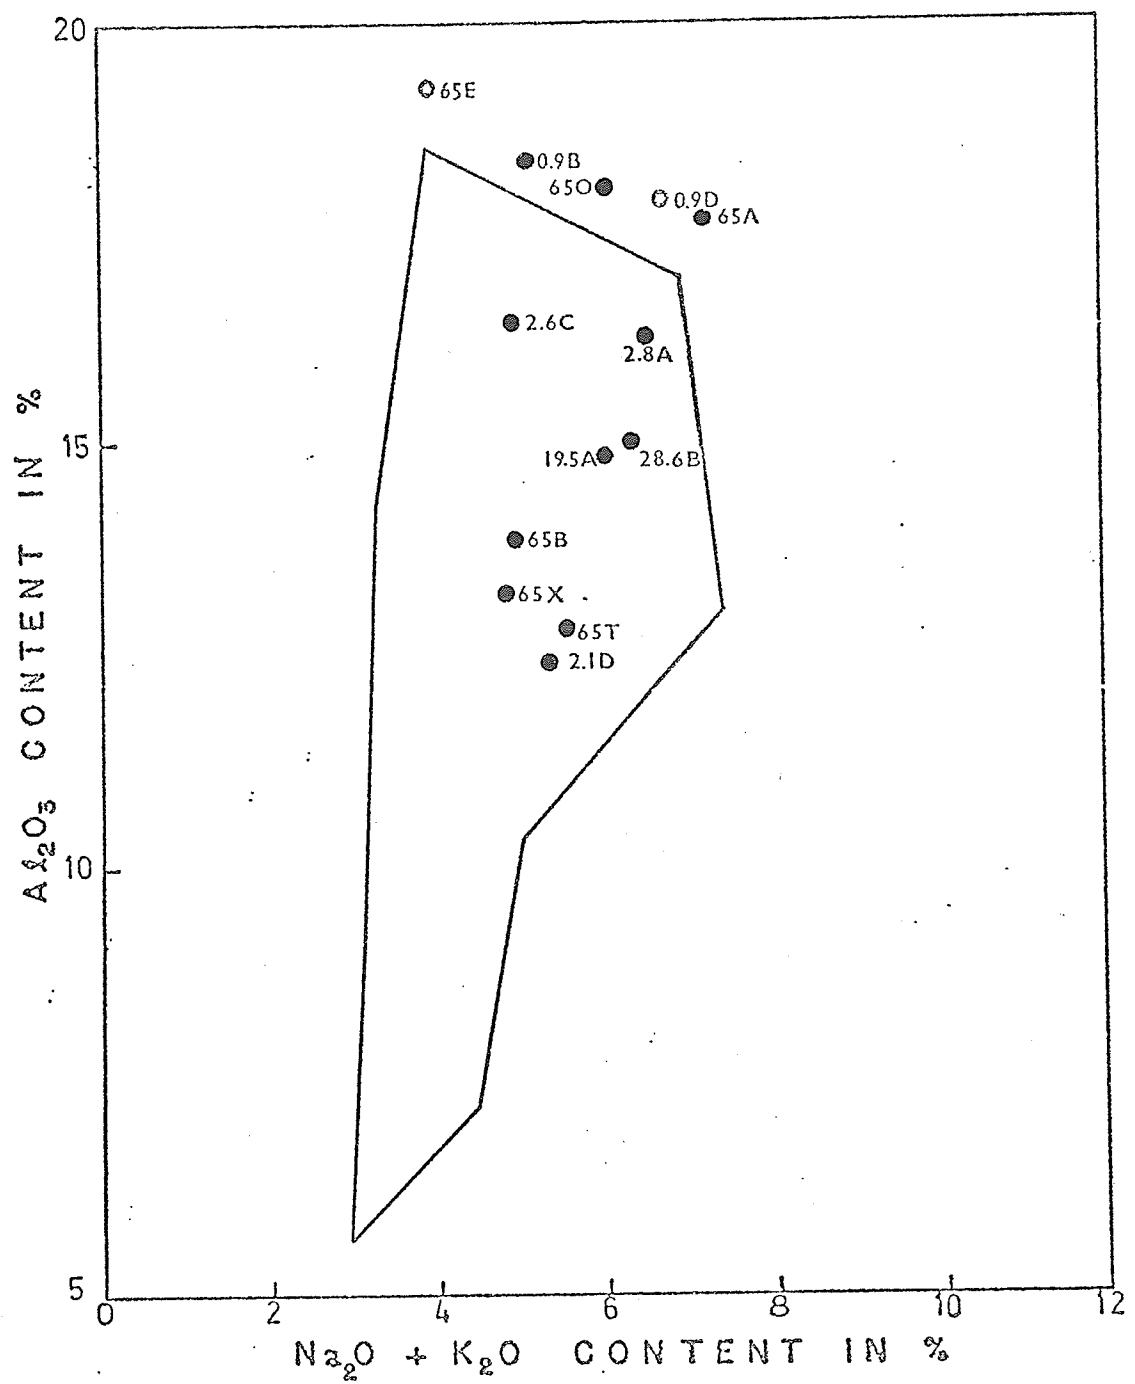 20
65E
0.9B
65O
0.9D
65A
2.6C
2.8A
Al₂O₃ CONTENT IN %
15
19.5A
28.6B
65B
65X
65T
2.1D
10
5
0 2 4 6 8 10 12
Na₂O + K₂O CONTENT IN %